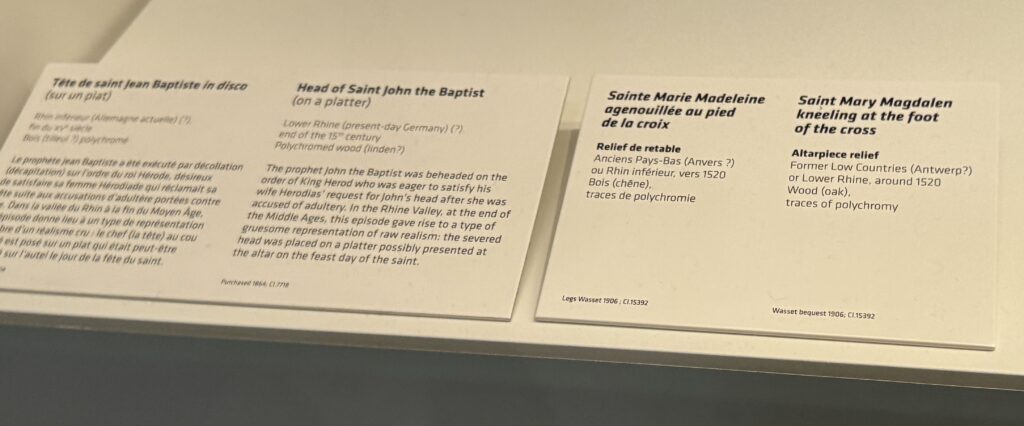 Tête de saint Jean Baptiste in disco
(sur un plat)
Rhin inférieur (Allemagne actuelle) (?),
fin du XVe siècle
Bois (tilleul ?) polychrome
Le prophète Jean Baptiste a été exécuté par décollation
(décapitation) sur l'ordre du roi Hérode, désireux
de satisfaire sa femme Hérodiade qui réclamait sa
suite aux accusations d'adultère portées contre
Dans la vallée du Rhin à la fin du Moyen Âge,
épisode donne lieu à un type de représentation
d'un réalisme cru : le chef (la tête) au cou
est posé sur un plat qui était peut-être
sur l'autel le jour de la fête du saint.
Head of Saint John the Baptist
(on a platter)
Lower Rhine (present-day Germany) (?)
end of the 15th century
Polychromed wood (linden?)
The prophet John the Baptist was beheaded on the
order of King Herod who was eager to satisfy his
wife Herodias' request for John's head after she was
accused of adultery. In the Rhine Valley, at the end of
the Middle Ages, this episode gave rise to a type of
gruesome representation of raw realism: the severed
head was placed on a platter possibly presented at
the altar on the feast day of the saint.
Purchased 1864; Cl.7718
Sainte Marie Madeleine
agenouillée au pied
de la croix
Relief de retable
Anciens Pays-Bas (Anvers ?)
ou Rhin inférieur, vers 1520
Bois (chêne),
traces de polychromie
Legs Wasset 1906 ; Cl.15392
Saint Mary Magdalen
kneeling at the foot
of the cross
Altarpiece relief
Former Low Countries (Antwerp?)
or Lower Rhine, around 1520
Wood (oak),
traces of polychromy
Wasset bequest 1906; Cl.15392